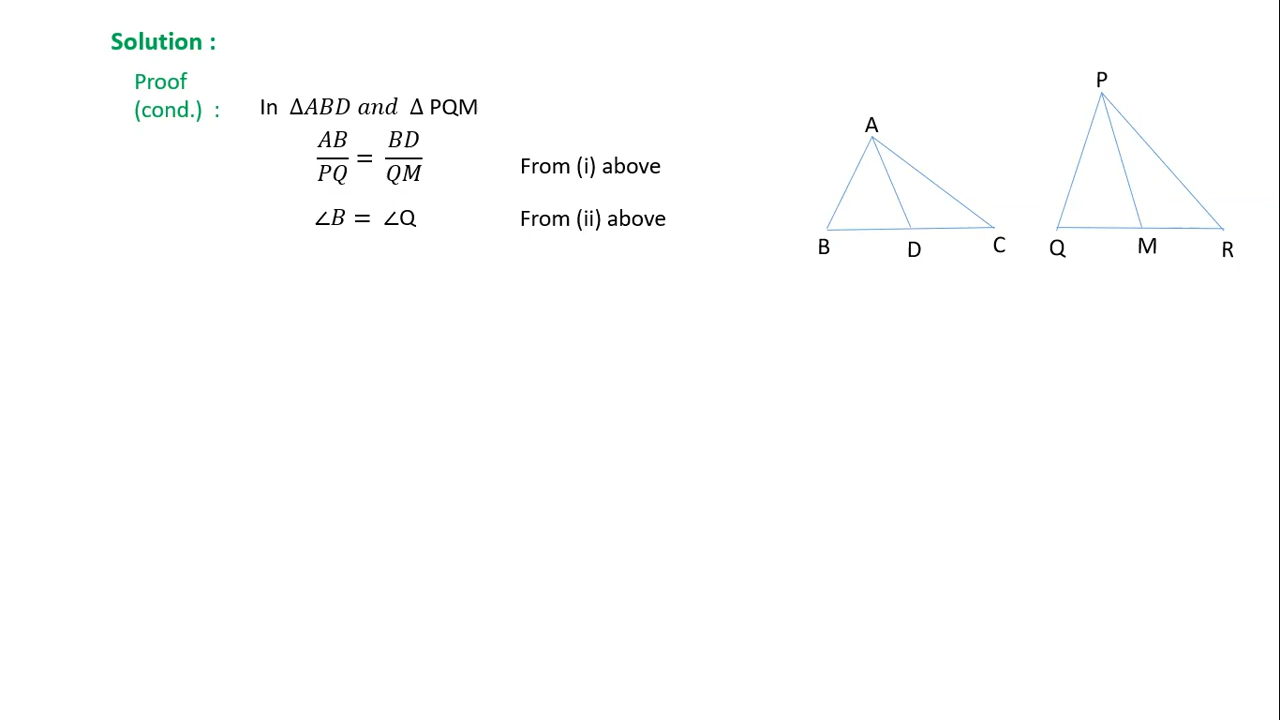 Solution :
Proof
(cond.) :
In ΔABD and Δ PQM
AB/PQ = BD/QM From (i) above
∠B = ∠Q From (ii) above
A
B D C
P
Q M R